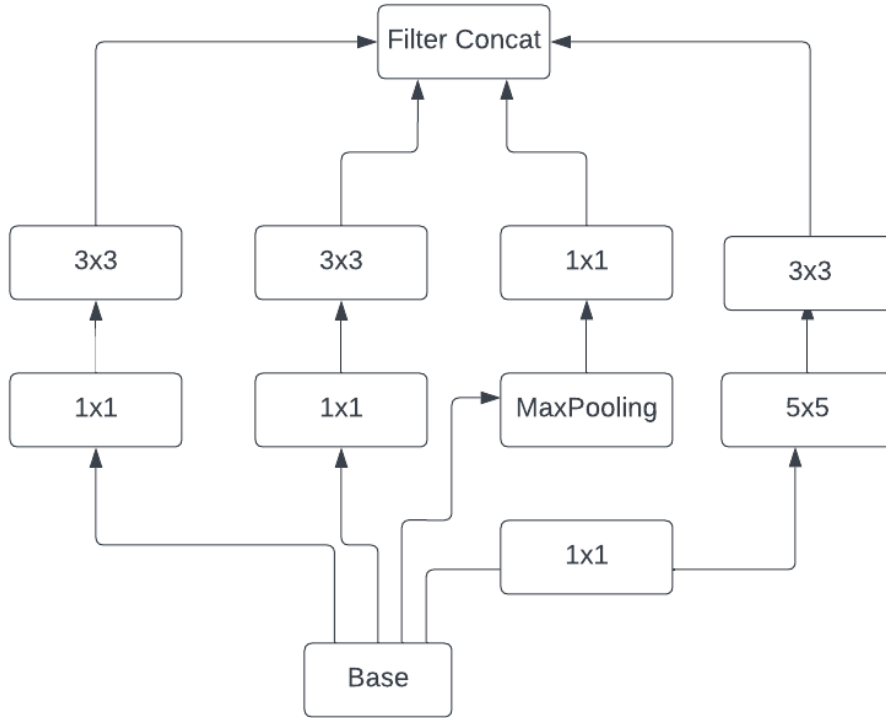 Filter Concat
3x3
3x3
1x1
3x3
1x1
1x1
MaxPooling
5x5
1x1
Base